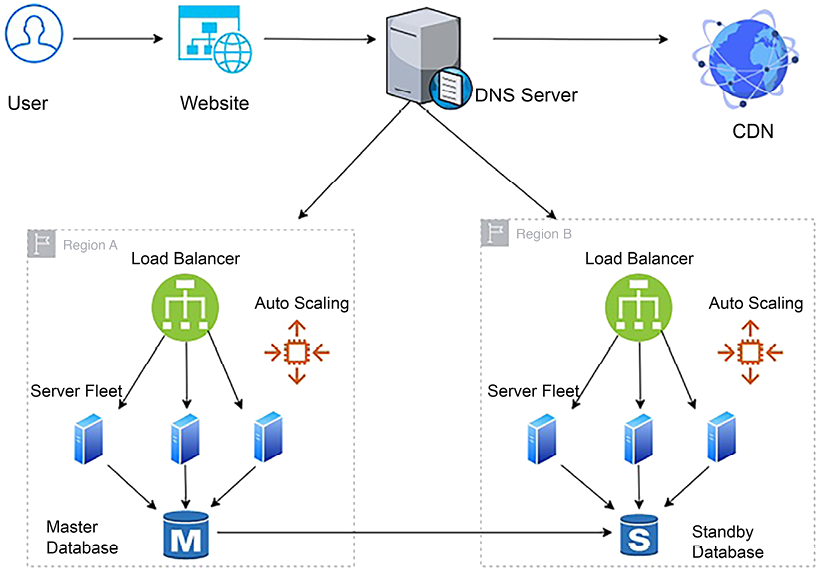 User
Website
DNS Server
CDN
Region A
Load Balancer
Auto Scaling
Server Fleet
Master
Database
M
Region B
Load Balancer
Auto Scaling
Server Fleet
S
Standby
Database